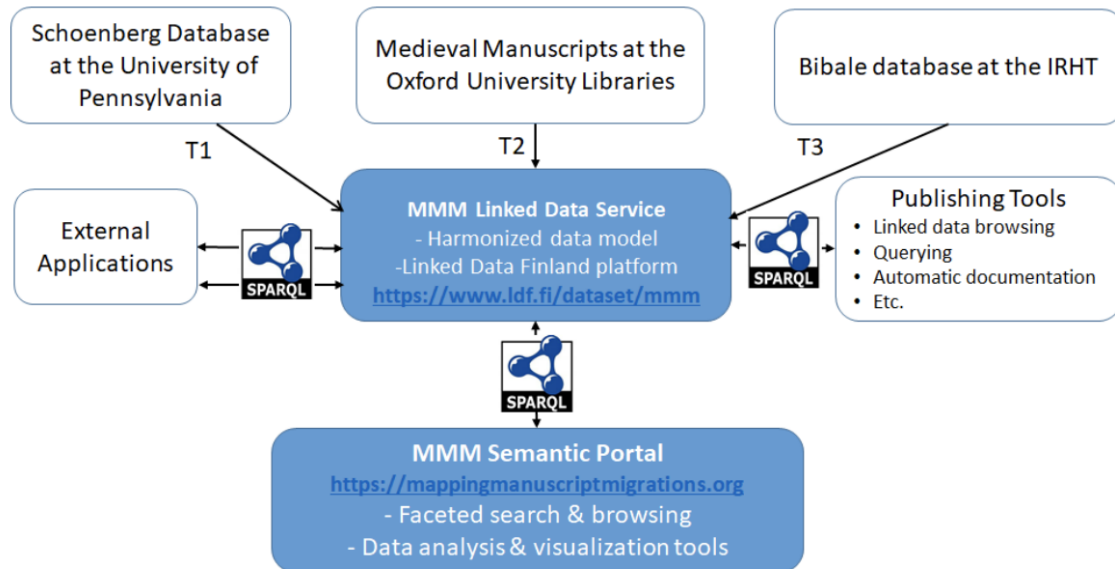 Schoenberg Database
at the University of
Pennsylvania
Medieval Manuscripts at the
Oxford University Libraries
Bibale database at the IRHT
T1
T2
T3
External
Applications
SPARQL
MMM Linked Data Service
- Harmonized data model
-Linked Data Finland platform
https://www.ldf.fi/dataset/mmm
SPARQL
Publishing Tools
• Linked data browsing
• Querying
• Automatic documentation
• Etc.
SPARQL
MMM Semantic Portal
https://mappingmanuscriptmigrations.org
- Faceted search & browsing
- Data analysis & visualization tools